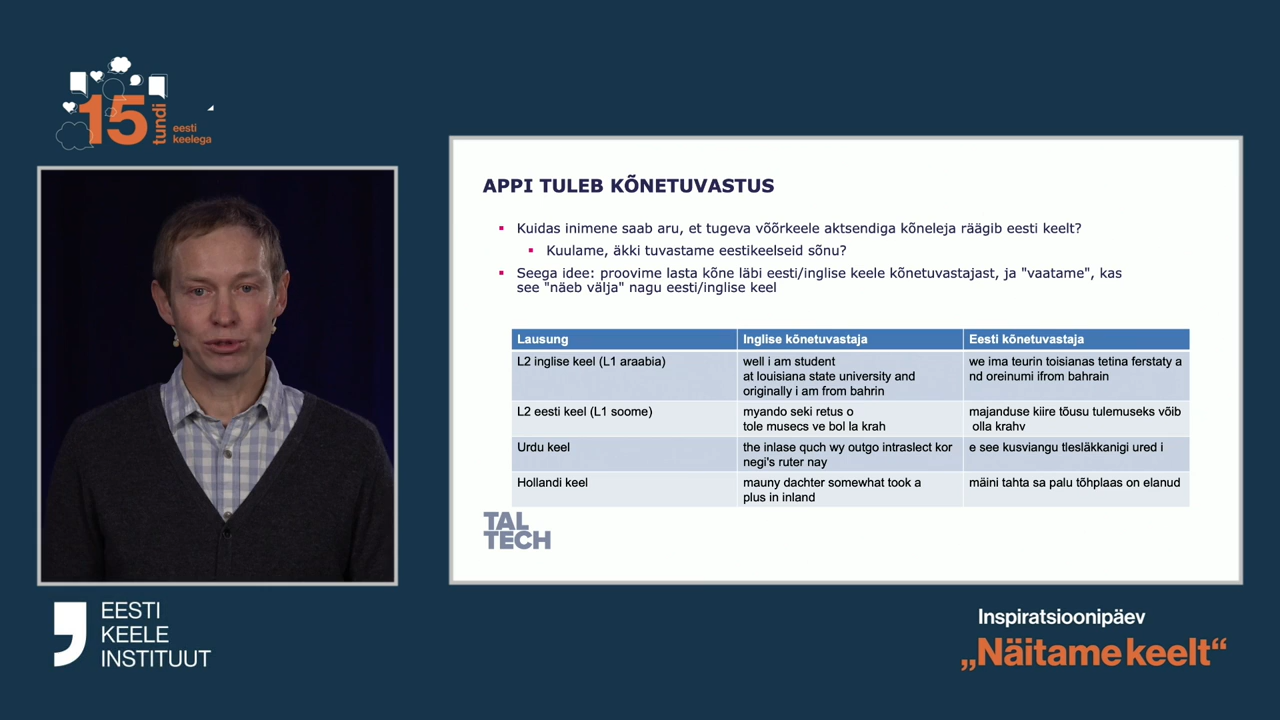 15
tundi
eesti
keelega
APPI TULEB KÕNETUVASTUS
Kuidas inimene saab aru, et tugeva võõrkeele aktsendiga kõneleja räägib eesti keelt?
Kuulame, äkki tuvastame eestikeelseid sõnu?
Seega idee: proovime lasta kõne läbi eesti/inglise keele kõnetuvastajast, ja "vaatame", kas
see "näeb välja" nagu eesti/inglise keel
Lausung
Inglise kõnetuvastaja
Eesti kõnetuvastaja
L2 inglise keel (L1 araabia)
well i am student
at louisiana state university and
originally i am from bahrin
we ima teurin toisianas tetina ferstaty a
nd oreinumi ifrom bahrain
L2 eesti keel (L1 soome)
myando seki retus o
tole musecs ve bol la krah
majanduse kiire tõusu tulemuseks võib
olla krahv
Urdu keel
the inlase quch wy outgo intraslect kor
negi's ruter nay
e see kusviangu tlesläkkanigi ured i
Hollandi keel
mauny dachter somewhat took a
plus in inland
mäini tahta sa palu tõhplaas on elanud
TAL
TECH
EESTI
KEELE
INSTITUUT
Inspiratsioonipäev
„Näitame keelt“